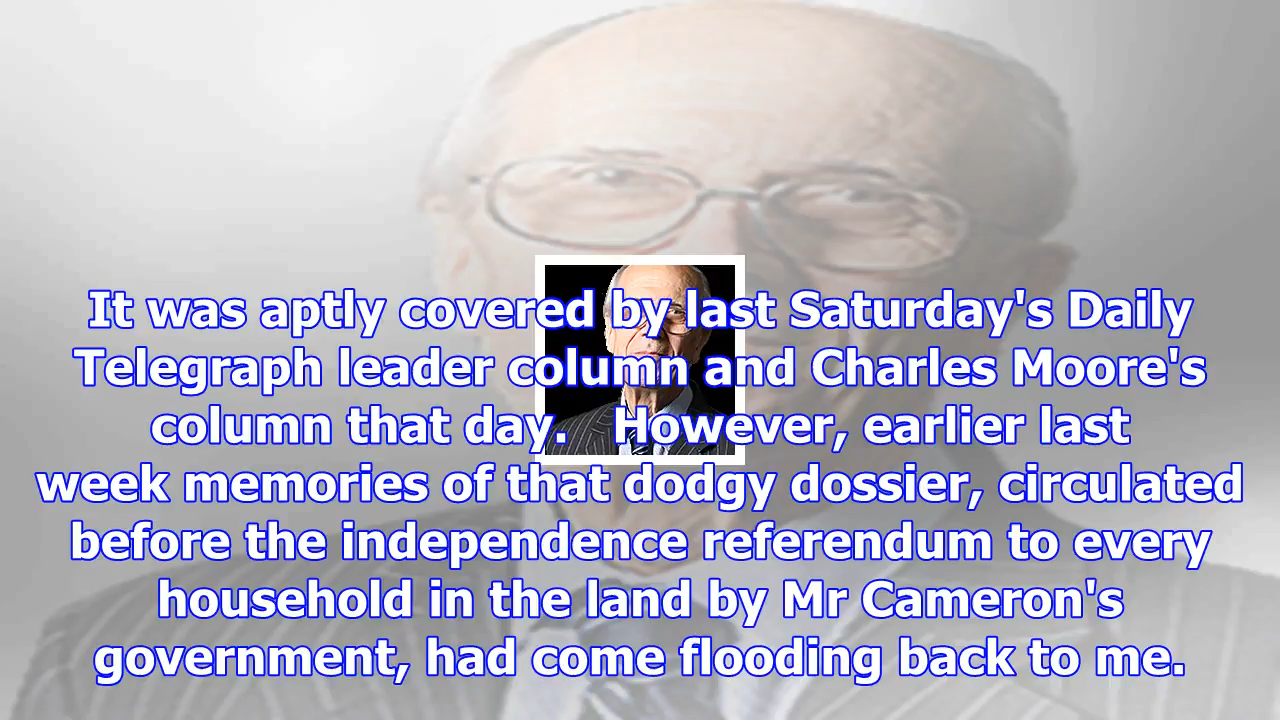 It was aptly covered by last Saturday's Daily
Telegraph leader column and Charles Moore's
column that day.   However, earlier last
week memories of that dodgy dossier, circulated
before the independence referendum to every
household in the land by Mr Cameron's
government, had come flooding back to me.